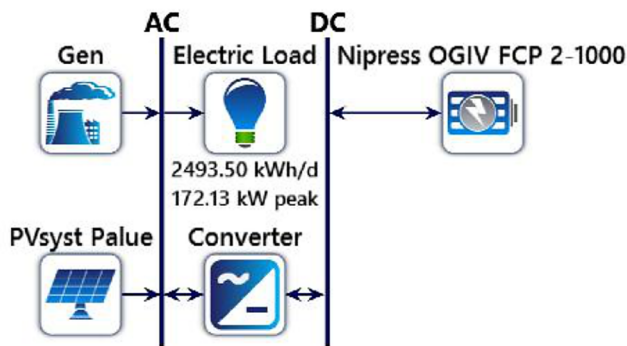 AC DC
Gen Electric Load Nipress OGIV FCP 2-1000
2493.50 kWh/d
172.13 kW peak
PVsyst Palue Converter